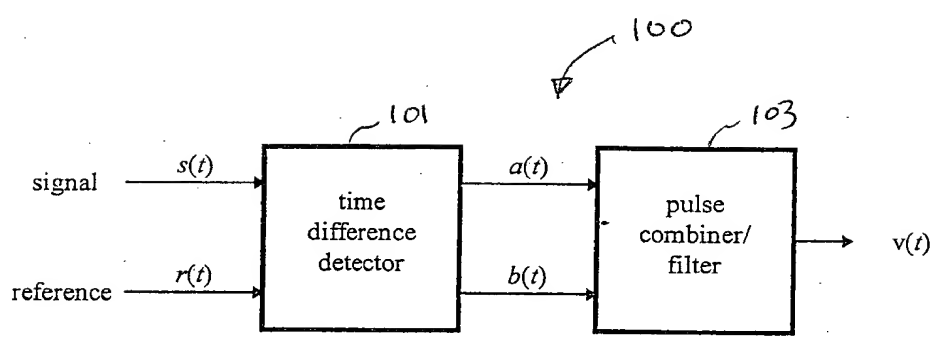 100
101
103
signal
s(t)
a(t)
time
difference
detector
pulse
combiner/
filter
v(t)
reference
r(t)
b(t)